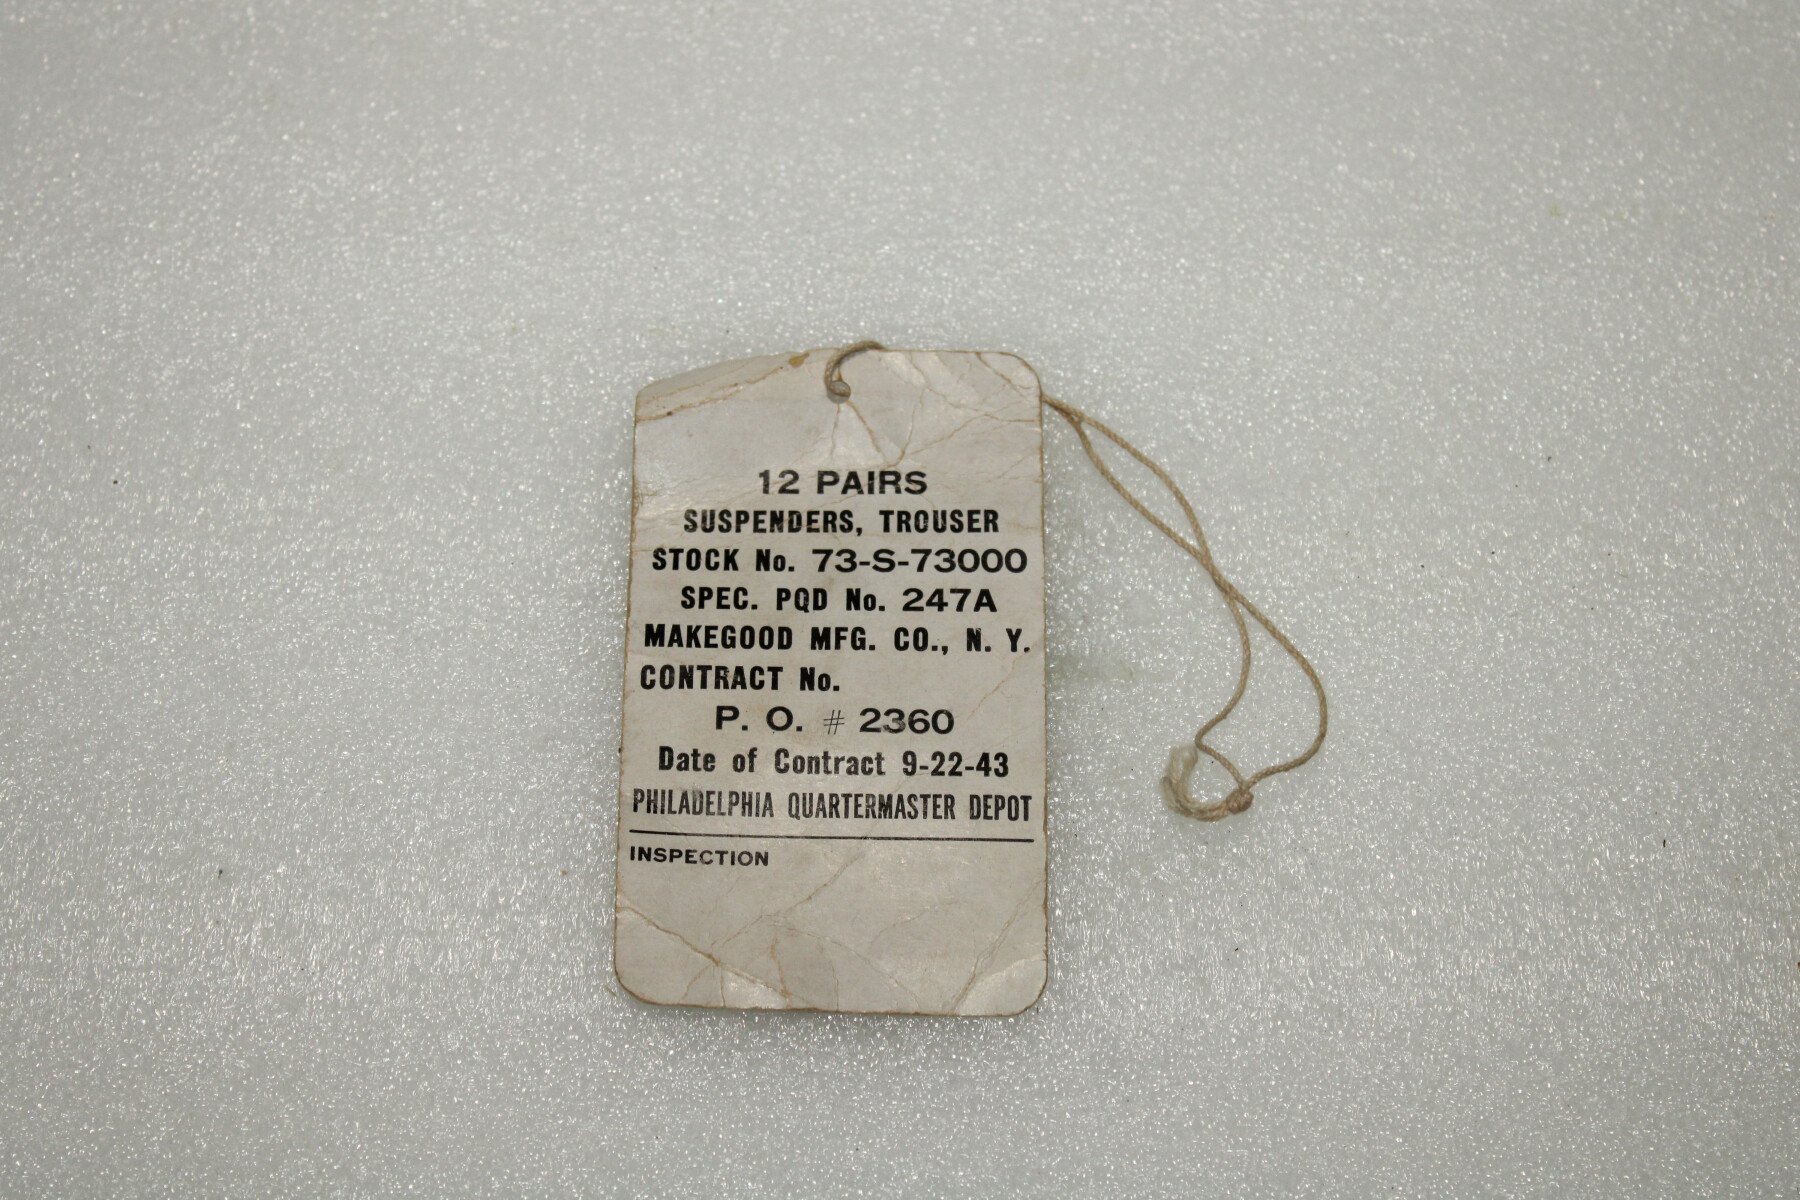 12 PAIRS
SUSPENDERS, TROUSER
STOCK No. 73-S-73000
SPEC. PQD No. 247A
MAKEGOOD MFG. CO., N. Y.
CONTRACT No.
P. O. # 2360
Date of Contract 9-22-43
PHILADELPHIA QUARTERMASTER DEPOT
INSPECTION